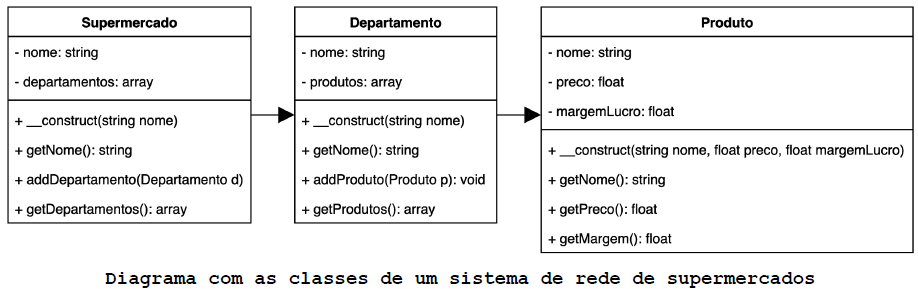 Supermercado
- nome: string
- departamentos: array
+ __construct(string nome)
+ getNome(): string
+ addDepartamento(Departamento d)
+ getDepartamentos(): array
Departamento
- nome: string
- produtos: array
+ __construct(string nome)
+ getNome(): string
+ addProduto(Produto p): void
+ getProdutos(): array
Produto
- nome: string
- preco: float
- margemLucro: float
+ __construct(string nome, float preco, float margemLucro)
+ getNome(): string
+ getPreco(): float
+ getMargem(): float
Diagrama com as classes de um sistema de rede de supermercados